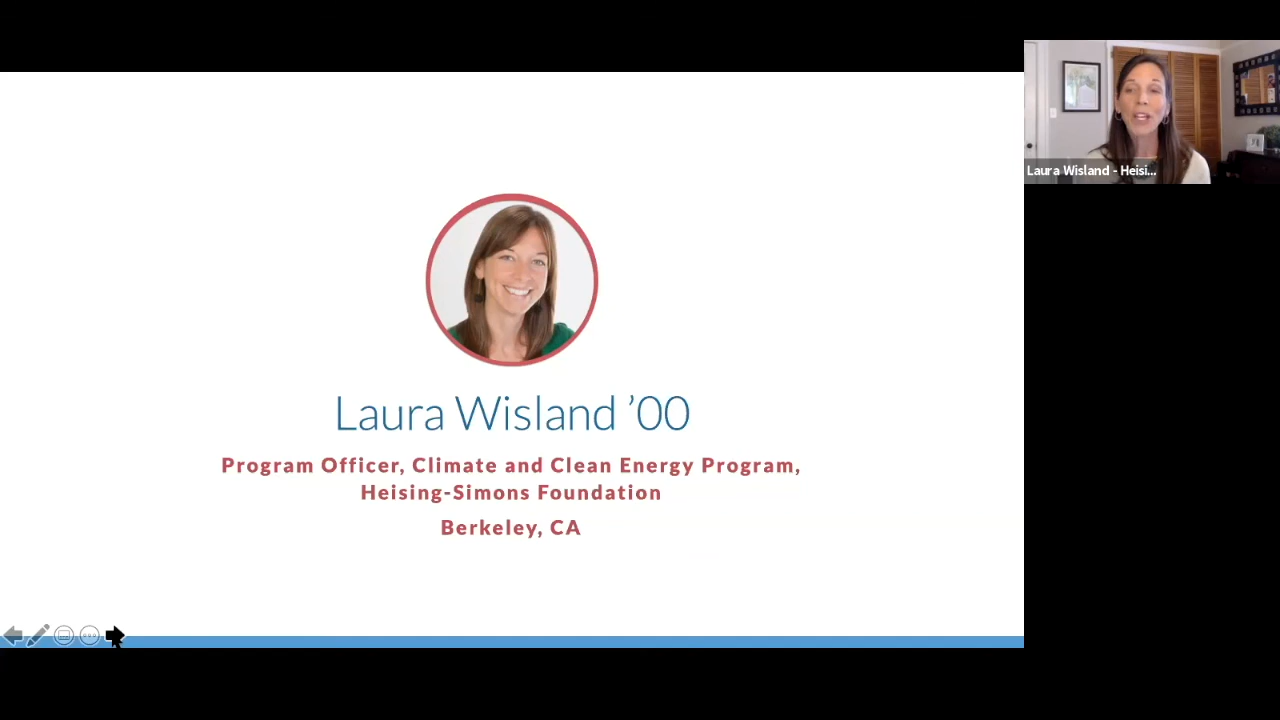 Laura Wisland - Heisi...
Laura Wisland ’00
Program Officer, Climate and Clean Energy Program,
Heising-Simons Foundation
Berkeley, CA